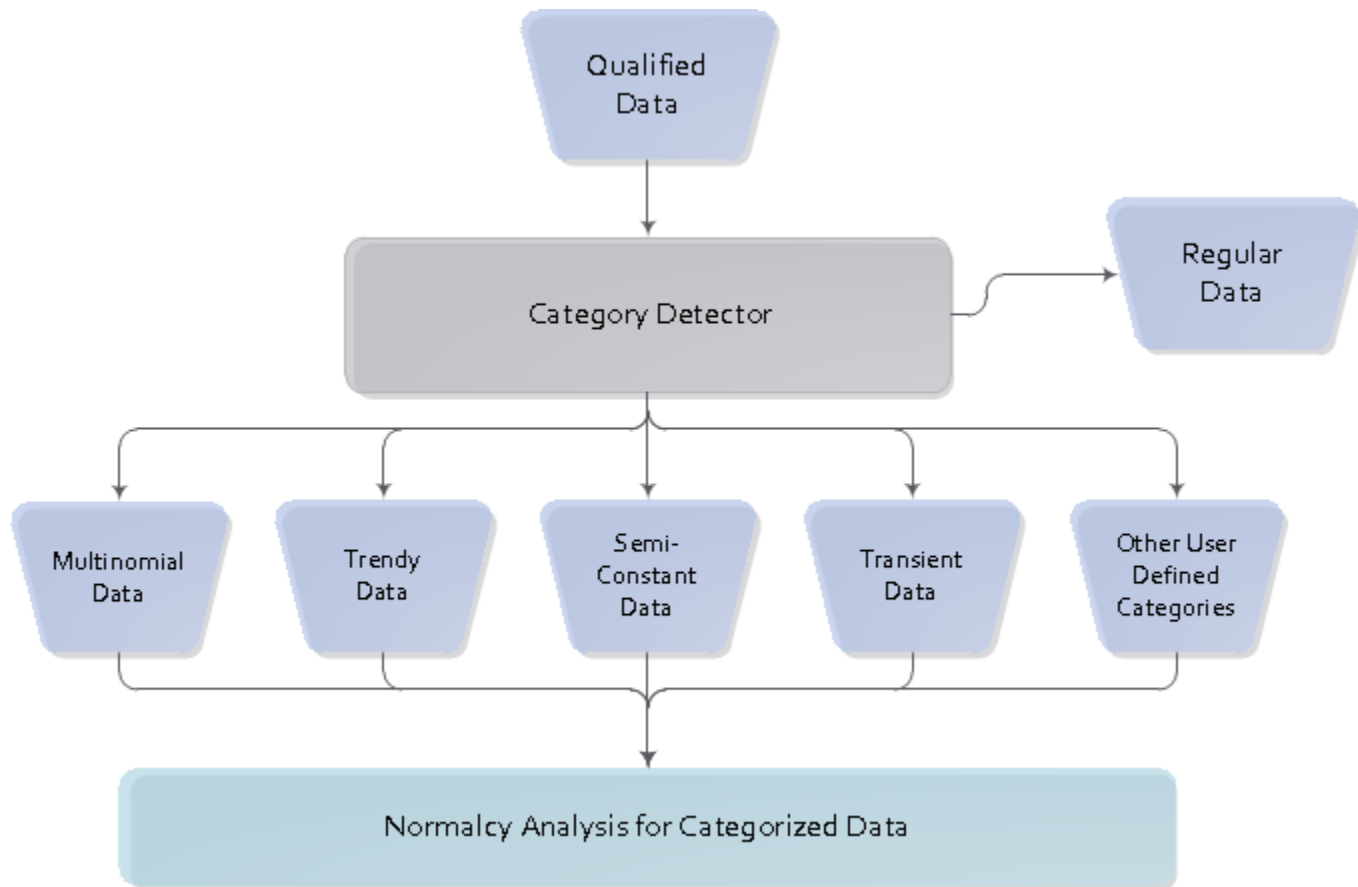 Qualified
Data
Regular
Data
Category Detector
Multinomial
Data
Trendy
Data
Semi-
Constant
Data
Transient
Data
Other User
Defined
Categories
Normalcy Analysis for Categorized Data